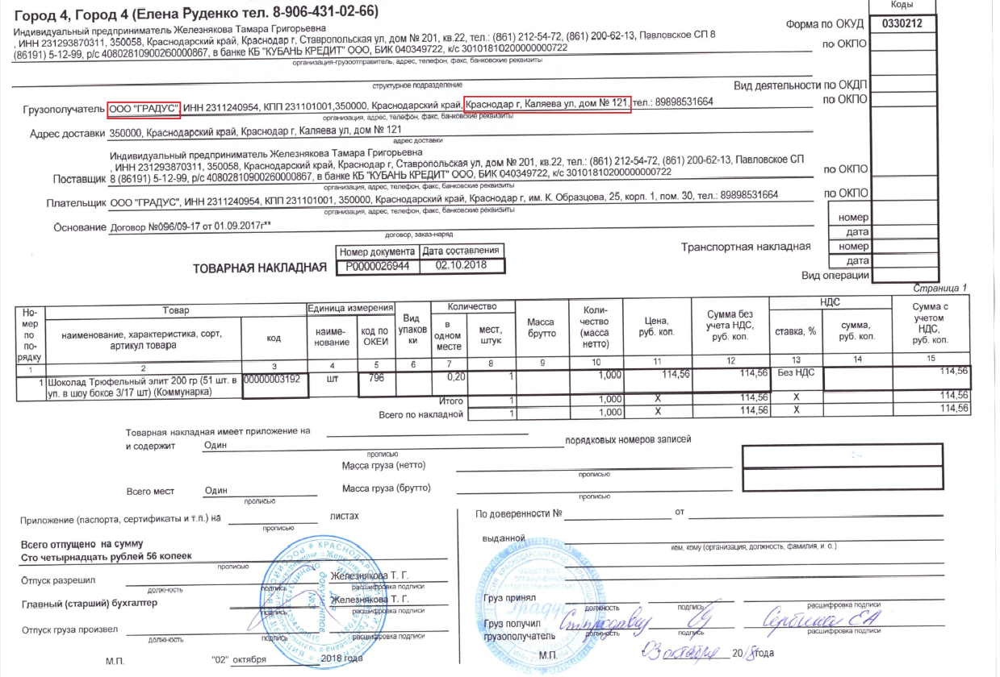 Город 4, Город 4 (Елена Руденко тел. 8-906-431-02-66)
Коды
Форма по ОКУД 0330212
Индивидуальный предприниматель Железнякова Тамара Григорьевна
, ИНН 231293870311, 350058, Краснодарский край, Краснодар г, Ставропольская ул, дом № 201, кв.22, тел.: (861) 212-54-72, (861) 200-62-13, Павловское СП 8
(86191) 5-12-99, р/с 40802810900260000867, в банке КБ "КУБАНЬ КРЕДИТ" ООО, БИК 040349722, к/с 30101810200000000722
по ОКПО
организация-грузоотправитель, адрес, телефон, факс, банковские реквизиты
структурное подразделение
Вид деятельности по ОКДП
Грузополучатель ООО "ГРАДУС", ИНН 2311240954, КПП 231101001,350000, Краснодарский край, Краснодар г, Каляева ул, дом № 121, тел.: 89898531664
по ОКПО
организация, адрес, телефон, факс, банковские реквизиты
Адрес доставки 350000, Краснодарский край, Краснодар г, Каляева ул, дом № 121
адрес доставки
Индивидуальный предприниматель Железнякова Тамара Григорьевна
, ИНН 231293870311, 350058, Краснодарский край, Краснодар г, Ставропольская ул, дом № 201, кв.22, тел.: (861) 212-54-72, (861) 200-62-13, Павловское СП
Поставщик 8 (86191) 5-12-99, р/с 40802810900260000867, в банке КБ "КУБАНЬ КРЕДИТ" ООО, БИК 040349722, к/с 30101810200000000722
по ОКПО
организация, адрес, телефон, факс, банковские реквизиты
Плательщик ООО "ГРАДУС", ИНН 2311240954, КПП 231101001, 350000, Краснодарский край, Краснодар г, им. К. Образцова, 25, корп. 1, пом. 30, тел.: 89898531664
по ОКПО
организация, адрес, телефон, факс, банковские реквизиты
Основание Договор №096/09-17 от 01.09.2017г**
договор, заказ-наряд
номер
дата
Транспортная накладная номер
дата
Вид операции
Номер документа Дата составления
ТОВАРНАЯ НАКЛАДНАЯ Р0000026944 02.10.2018
Страница 1
Но-мер по по-рядку
Товар
наименование, характеристика, сорт, артикул товара
код
Единица измерения
наиме-нование
код по ОКЕИ
Вид упаков ки
Количество
в одном месте
мест, штук
Масса брутто
Коли-чество (масса нетто)
Цена, руб. коп.
Сумма без учета НДС, руб. коп.
НДС
ставка, %
сумма, руб. коп.
Сумма с учетом НДС, руб. коп.
1 2 3 4 5 6 7 8 9 10 11 12 13 14 15
1 Шоколад Трюфельный элит 200 гр (51 шт. в 00000003192 шт 796 0,20 1 1,000 114,56 114,56 Без НДС 114,56
уп. в шоу боксе 3/17 шт) (Коммунарка)
Итого 1 1,000 Х 114,56 Х 114,56
Всего по накладной 1 1,000 Х 114,56 Х 114,56
Товарная накладная имеет приложение на
и содержит Один порядковых номеров записей
прописью
Масса груза (нетто)
прописью
Всего мест Один Масса груза (брутто)
прописью прописью
Приложение (паспорта, сертификаты и т.п.) на листах
прописью
Всего отпущено на сумму
Сто четырнадцать рублей 56 копеек
прописью
Отпуск разрешил Железнякова Т. Г.
должность подпись расшифровка подписи
Главный (старший) бухгалтер Железнякова Т. Г.
подпись расшифровка подписи
Отпуск груза произвел
должность подпись расшифровка подписи
М.П. "02" октября 2018 года
По доверенности № от
выданной
кем, кому (организация, должность, фамилия, и. о.)
Груз принял
должность подпись расшифровка подписи
Груз получил
грузополучатель
должность подпись расшифровка подписи
М.П. 03 октября 2018 года
Для документов №3
ОБЩЕСТВО С ОГРАНИЧЕННОЙ ОТВЕТСТВЕННОСТЬЮ
Градус